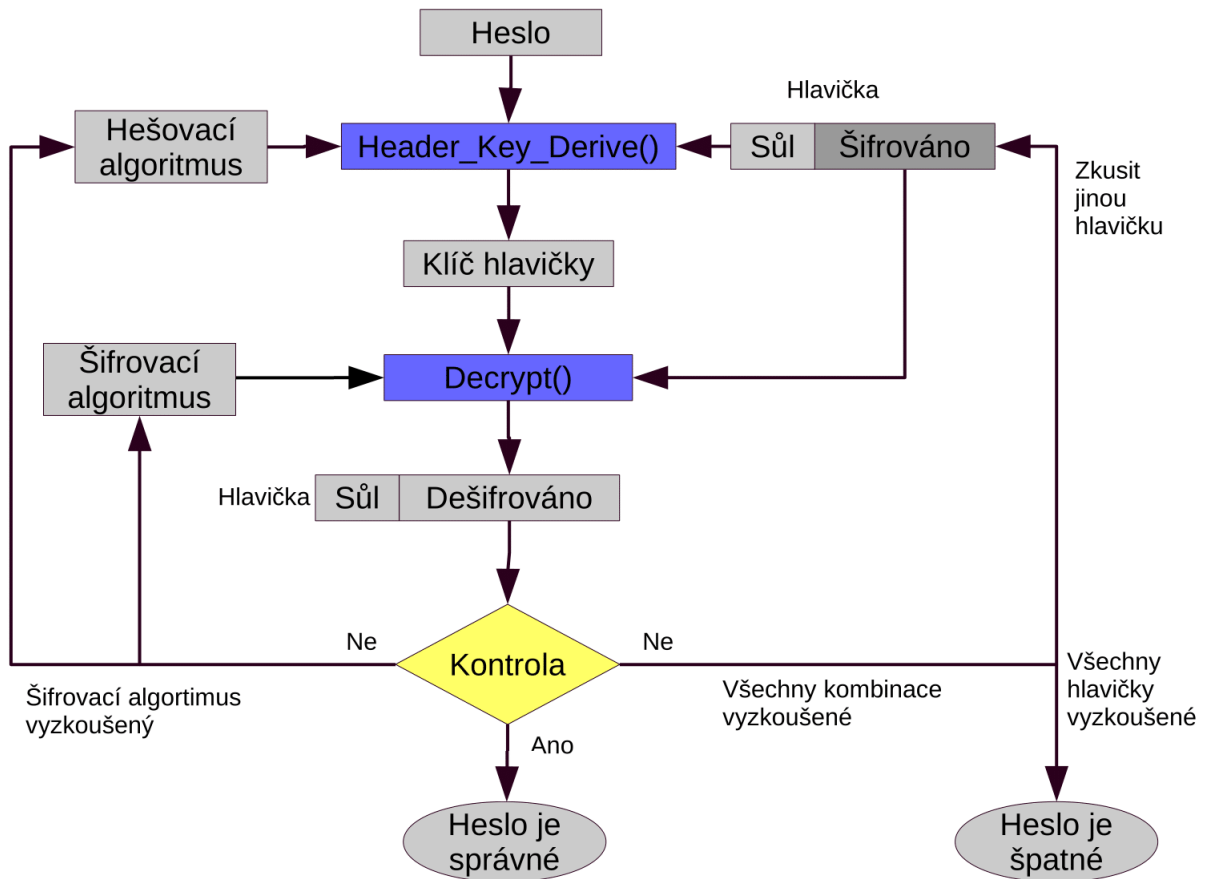 Heslo
Hlavička
Hešovací
algoritmus
Header_Key_Derive()
Sůl Šifrováno
Zkusit
jinou
hlavičku
Klíč hlavičky
Šifrovací
algoritmus
Decrypt()
Hlavička Sůl Dešifrováno
Ne
Kontrola
Ne
Šifrovací algortimus
vyzkoušený
Všechny kombinace
vyzkoušené
Všechny
hlavičky
vyzkoušené
Ano
Heslo je
správné
Heslo je
špatné